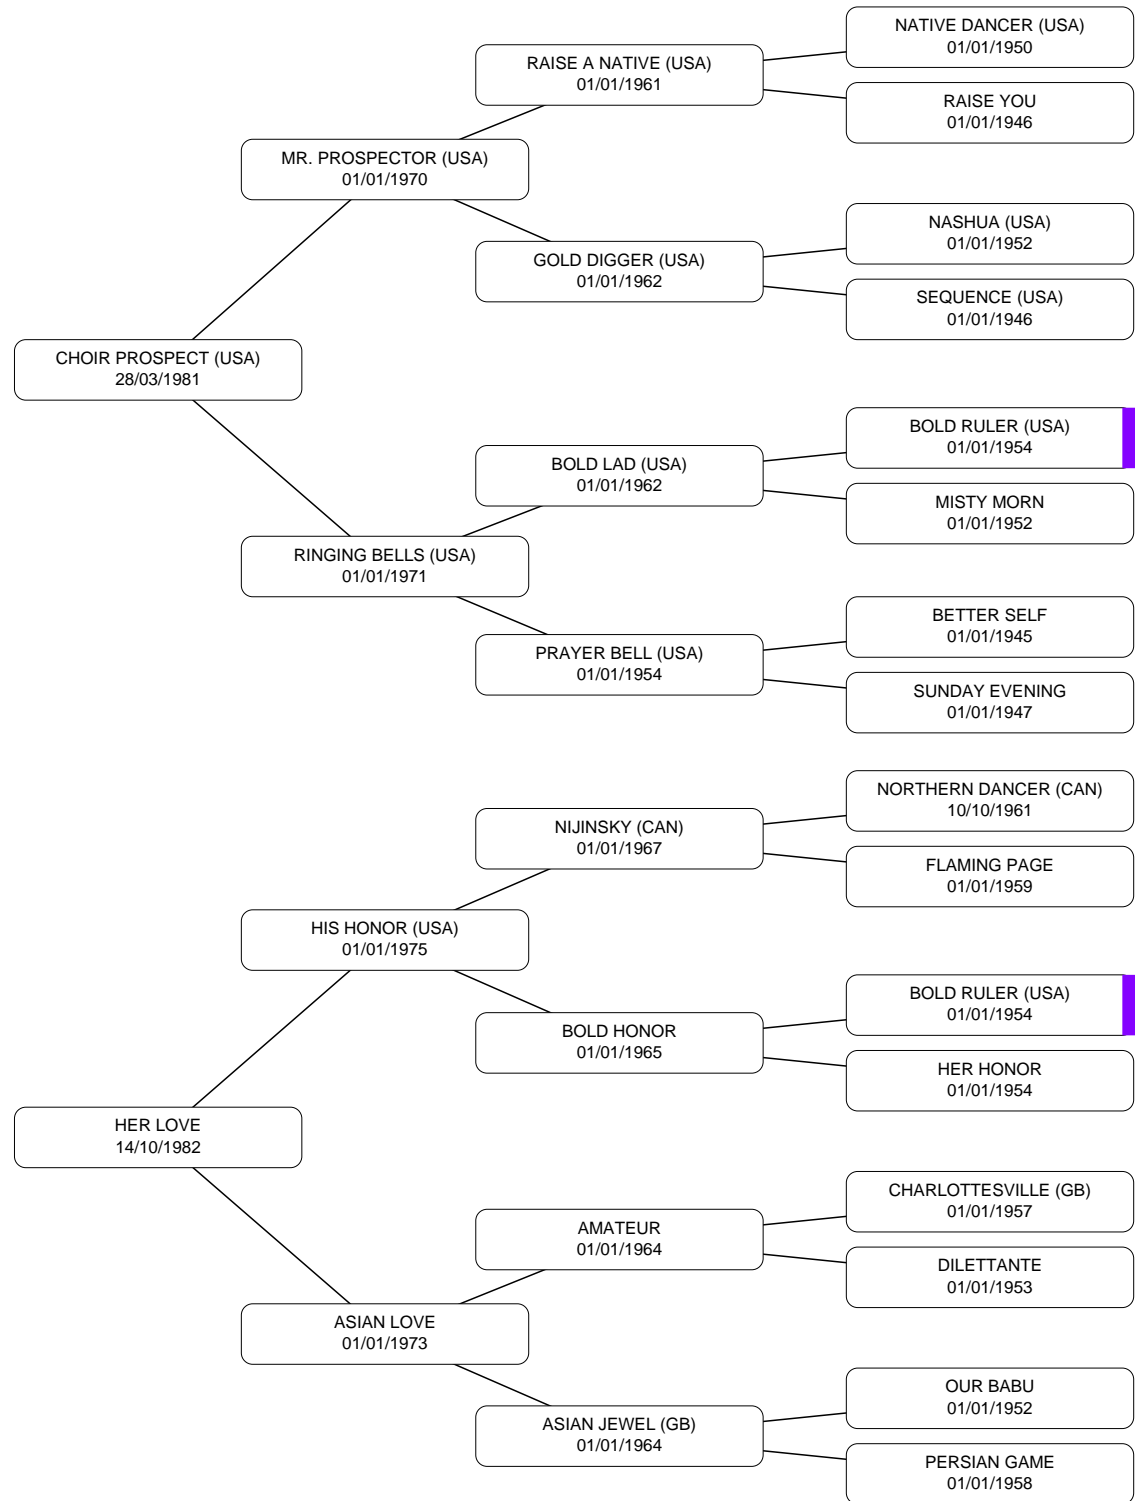 NATIVE DANCER (USA)
01/01/1950
RAISE A NATIVE (USA)
01/01/1961
RAISE YOU
01/01/1946
MR. PROSPECTOR (USA)
01/01/1970
NASHUA (USA)
01/01/1952
GOLD DIGGER (USA)
01/01/1962
SEQUENCE (USA)
01/01/1946
CHOIR PROSPECT (USA)
28/03/1981
BOLD RULER (USA)
01/01/1954
BOLD LAD (USA)
01/01/1962
MISTY MORN
01/01/1952
RINGING BELLS (USA)
01/01/1971
BETTER SELF
01/01/1945
PRAYER BELL (USA)
01/01/1954
SUNDAY EVENING
01/01/1947
NORTHERN DANCER (CAN)
10/10/1961
NIJINSKY (CAN)
01/01/1967
FLAMING PAGE
01/01/1959
HIS HONOR (USA)
01/01/1975
BOLD RULER (USA)
01/01/1954
BOLD HONOR
01/01/1965
HER HONOR
01/01/1954
HER LOVE
14/10/1982
CHARLOTTESVILLE (GB)
01/01/1957
AMATEUR
01/01/1964
DILETTANTE
01/01/1953
ASIAN LOVE
01/01/1973
OUR BABU
01/01/1952
ASIAN JEWEL (GB)
01/01/1964
PERSIAN GAME
01/01/1958